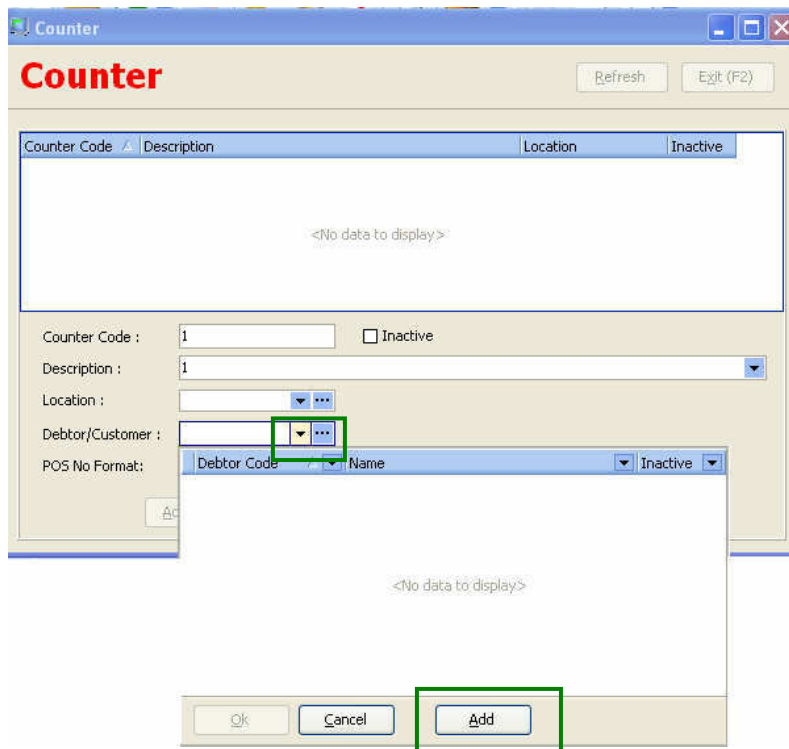 Counter
Counter
Refresh Exit (F2)
Counter Code Description Location Inactive
<No data to display>
Counter Code : 1 Inactive
Description : 1
Location : ...
Debtor/Customer : ...
POS No Format:
Debtor Code Name Inactive
<No data to display>
Ok Cancel Add